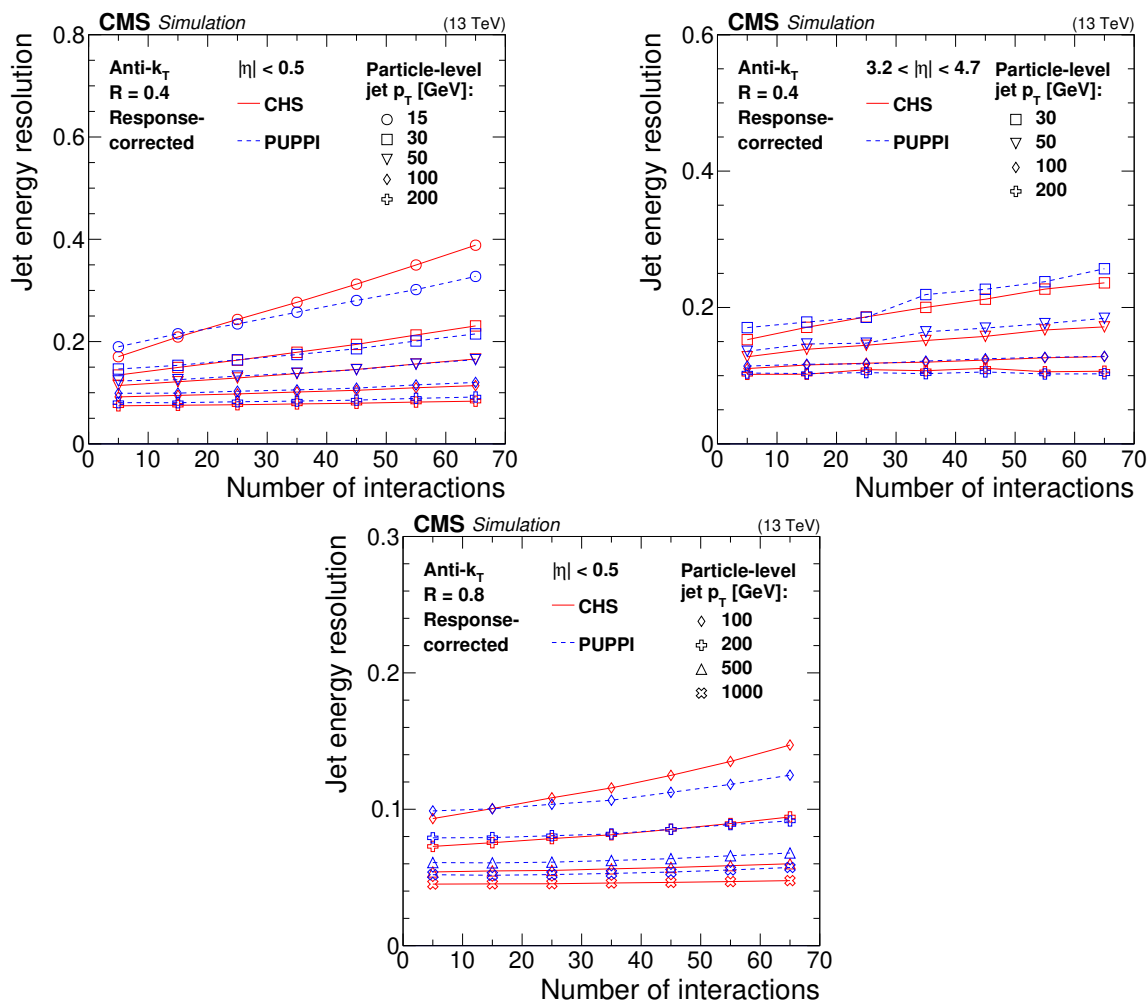 CMS Simulation (13 TeV)
Jet energy resolution
0.8
0.6
0.4
0.2
0
Anti-kT |η| < 0.5 Particle-level
R = 0.4 CHS jet pT [GeV]:
Response- PUPPI 15
corrected 30
50
100
200
0 10 20 30 40 50 60 70
Number of interactions
CMS Simulation (13 TeV)
Jet energy resolution
0.6
0.4
0.2
0
Anti-kT 3.2 < |η| < 4.7 Particle-level
R = 0.4 CHS jet pT [GeV]:
Response- 30
corrected PUPPI 50
100
200
0 10 20 30 40 50 60 70
Number of interactions
CMS Simulation (13 TeV)
Jet energy resolution
0.3
0.2
0.1
0
Anti-kT |η| < 0.5 Particle-level
R = 0.8 CHS jet pT [GeV]:
Response- 100
corrected PUPPI 200
500
1000
0 10 20 30 40 50 60 70
Number of interactions